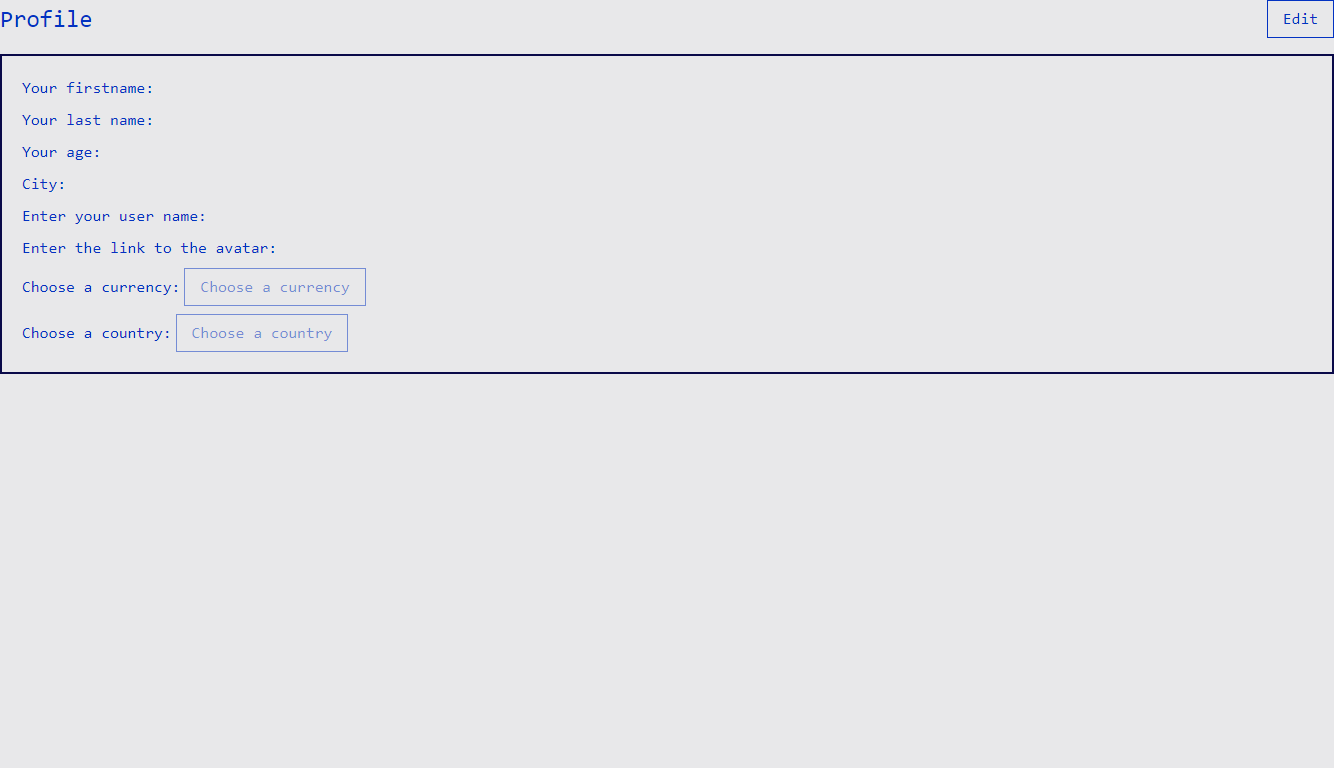 Profile
Edit
Your firstname:
Your last name:
Your age:
City:
Enter your user name:
Enter the link to the avatar:
Choose a currency: Choose a currency
Choose a country: Choose a country